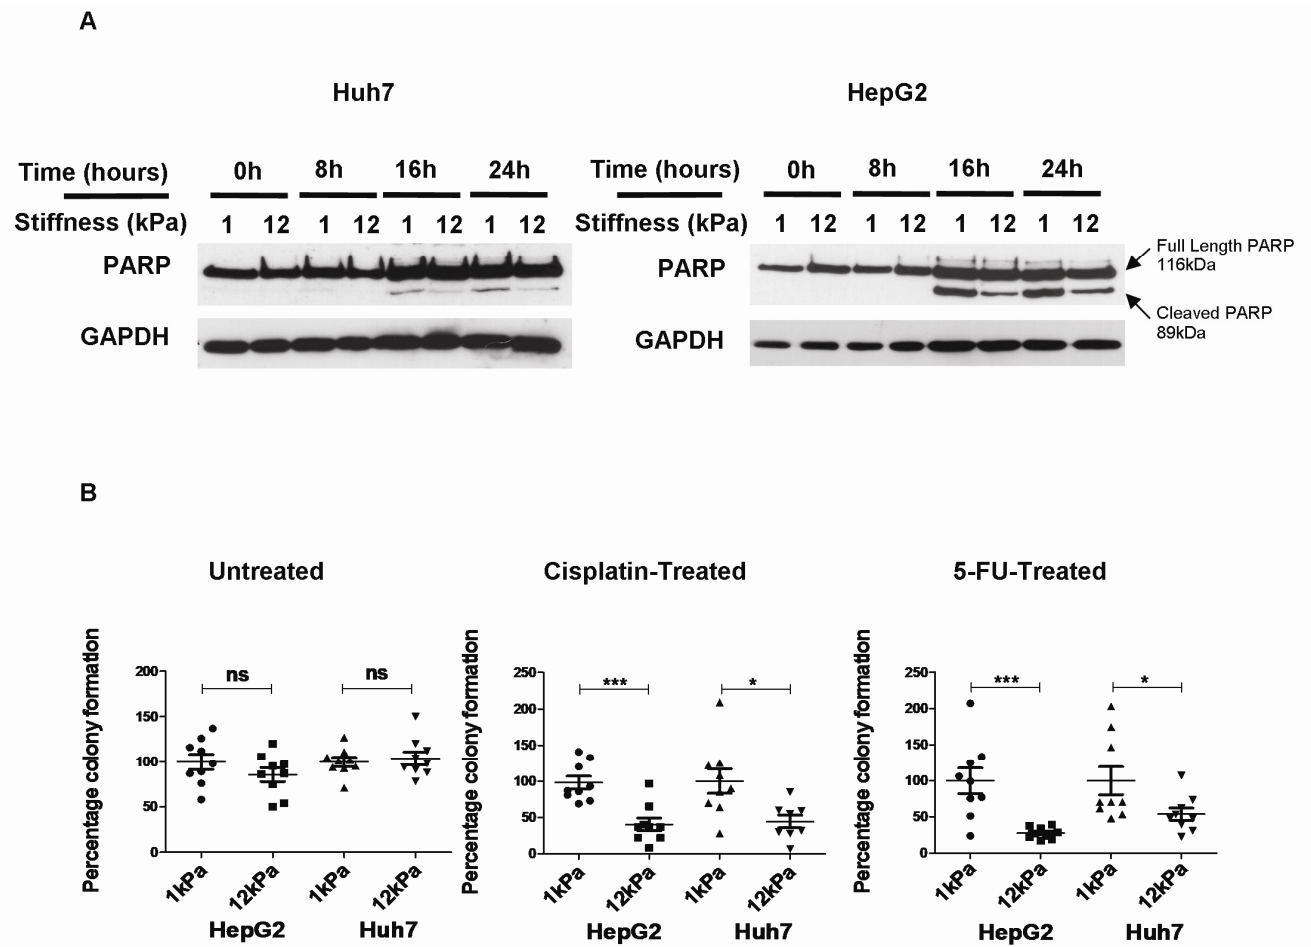 A
Huh7
HepG2
Time (hours) 0h 8h 16h 24h
Time (hours) 0h 8h 16h 24h
Stiffness (kPa) 1 12 1 12 1 12 1 12
Stiffness (kPa) 1 12 1 12 1 12 1 12
PARP
PARP
Full Length PARP
116kDa
Cleaved PARP
89kDa
GAPDH
GAPDH
B
Untreated
Cisplatin-Treated
5-FU-Treated
Percentage colony formation
200
150
100
50
0
ns
ns
1kPa
12kPa
1kPa
12kPa
HepG2
Huh7
Percentage colony formation
250
200
150
100
50
0
***
*
1kPa
12kPa
1kPa
12kPa
HepG2
Huh7
Percentage colony formation
250
200
150
100
50
0
***
*
1kPa
12kPa
1kPa
12kPa
HepG2
Huh7